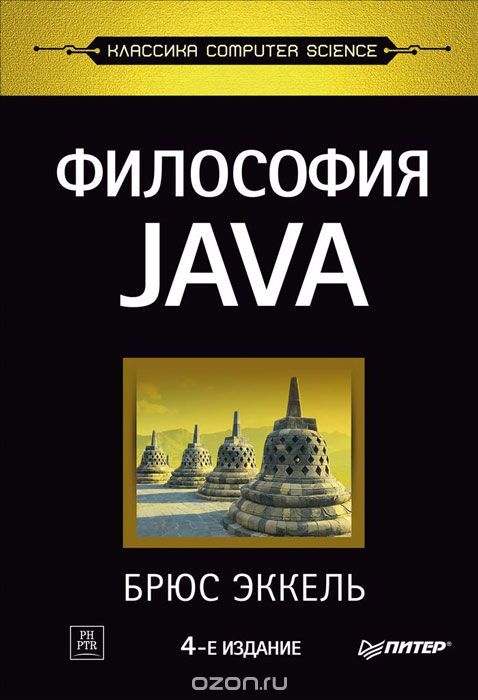 КЛАССИКА COMPUTER SCIENCE
ФИЛОСОФИЯ
JAVA
БРЮС ЭККЕЛЬ
PH
PTR
4-Е ИЗДАНИЕ
ПИТЕР®
ozon.ru